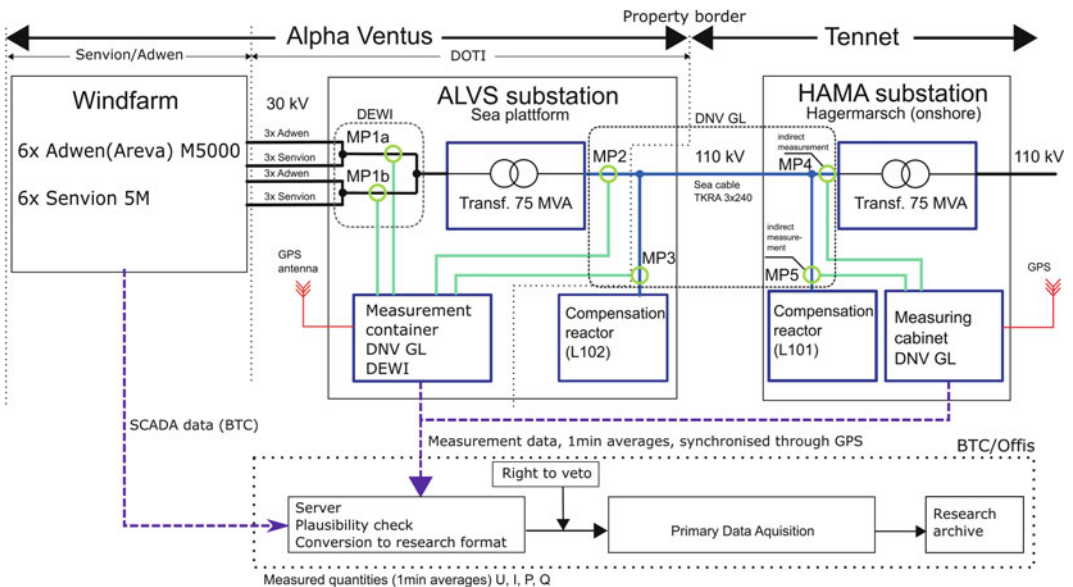 Property border
Alpha Ventus
Tennet
Senvion/Adwen
DOTI
Windfarm
6x Adwen(Areva) M5000
6x Senvion 5M
30 kV
3x Adwen
3x Senvion
3x Adwen
3x Senvion
ALVS substation
Sea plattform
DEWI
MP1a
MP1b
Transf. 75 MVA
DNV GL
MP2
110 kV
Sea cable
TKRA 3x240
MP3
HAMA substation
Hagermarsch (onshore)
indirect
measurement
MP4
Transf. 75 MVA
110 kV
indirect
measure-
ment
MP5
GPS
antenna
Measurement
container
DNV GL
DEWI
Compensation
reactor
(L102)
Compensation
reactor
(L101)
Measuring
cabinet
DNV GL
GPS
SCADA data (BTC)
Measurement data, 1min averages, synchronised through GPS
BTC/Offis
Right to veto
Server
Plausibility check
Conversion to research format
Primary Data Aquisition
Research
archive
Measured quantities (1min averages) U, I, P, Q